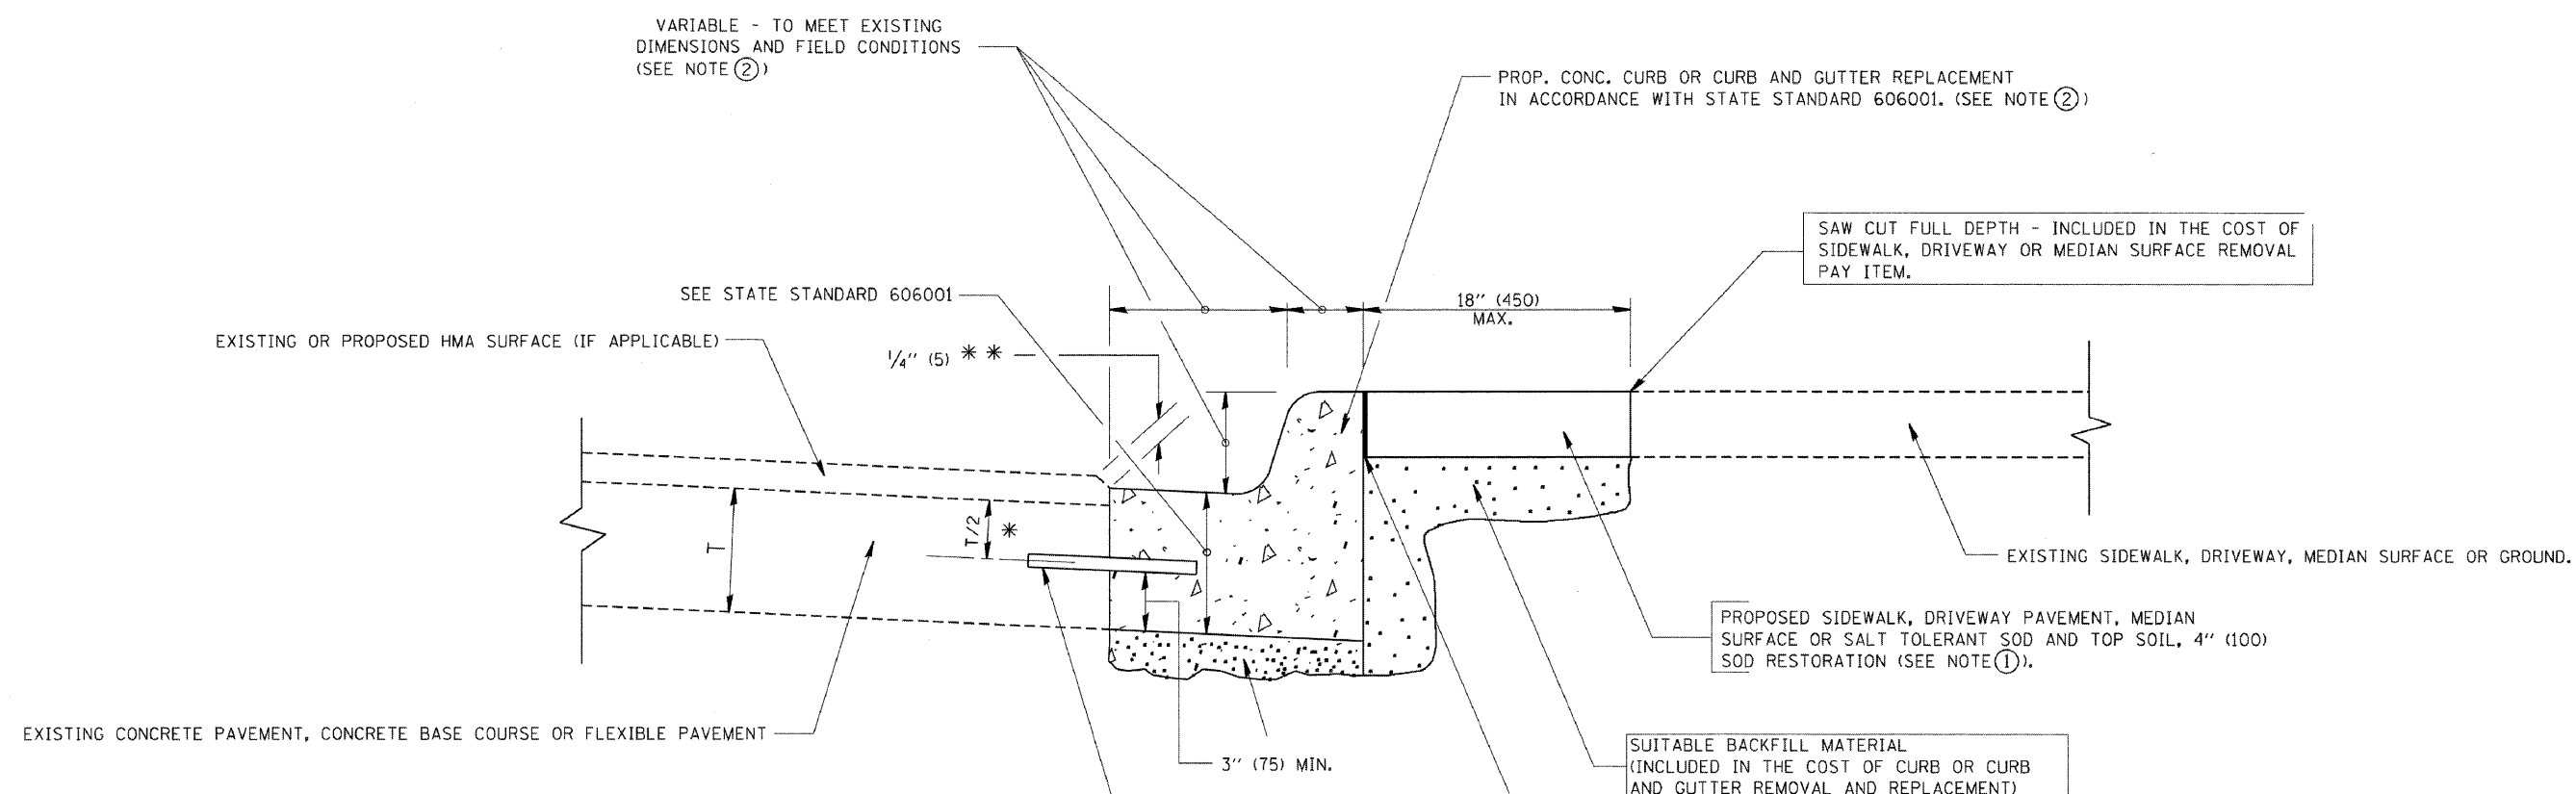 VARIABLE - TO MEET EXISTING
DIMENSIONS AND FIELD CONDITIONS
(SEE NOTE ②)
PROP. CONC. CURB OR CURB AND GUTTER REPLACEMENT
IN ACCORDANCE WITH STATE STANDARD 606001. (SEE NOTE ②)
SAW CUT FULL DEPTH - INCLUDED IN THE COST OF
SIDEWALK, DRIVEWAY OR MEDIAN SURFACE REMOVAL
PAY ITEM.
SEE STATE STANDARD 606001
18" (450)
MAX.
EXISTING OR PROPOSED HMA SURFACE (IF APPLICABLE)
1/4" (5) * *
T
T/2 *
EXISTING SIDEWALK, DRIVEWAY, MEDIAN SURFACE OR GROUND.
PROPOSED SIDEWALK, DRIVEWAY PAVEMENT, MEDIAN
SURFACE OR SALT TOLERANT SOD AND TOP SOIL, 4" (100)
SOD RESTORATION (SEE NOTE ①).
EXISTING CONCRETE PAVEMENT, CONCRETE BASE COURSE OR FLEXIBLE PAVEMENT
3" (75) MIN.
SUITABLE BACKFILL MATERIAL
(INCLUDED IN THE COST OF CURB OR CURB
AND GUTTER REMOVAL AND REPLACEMENT)